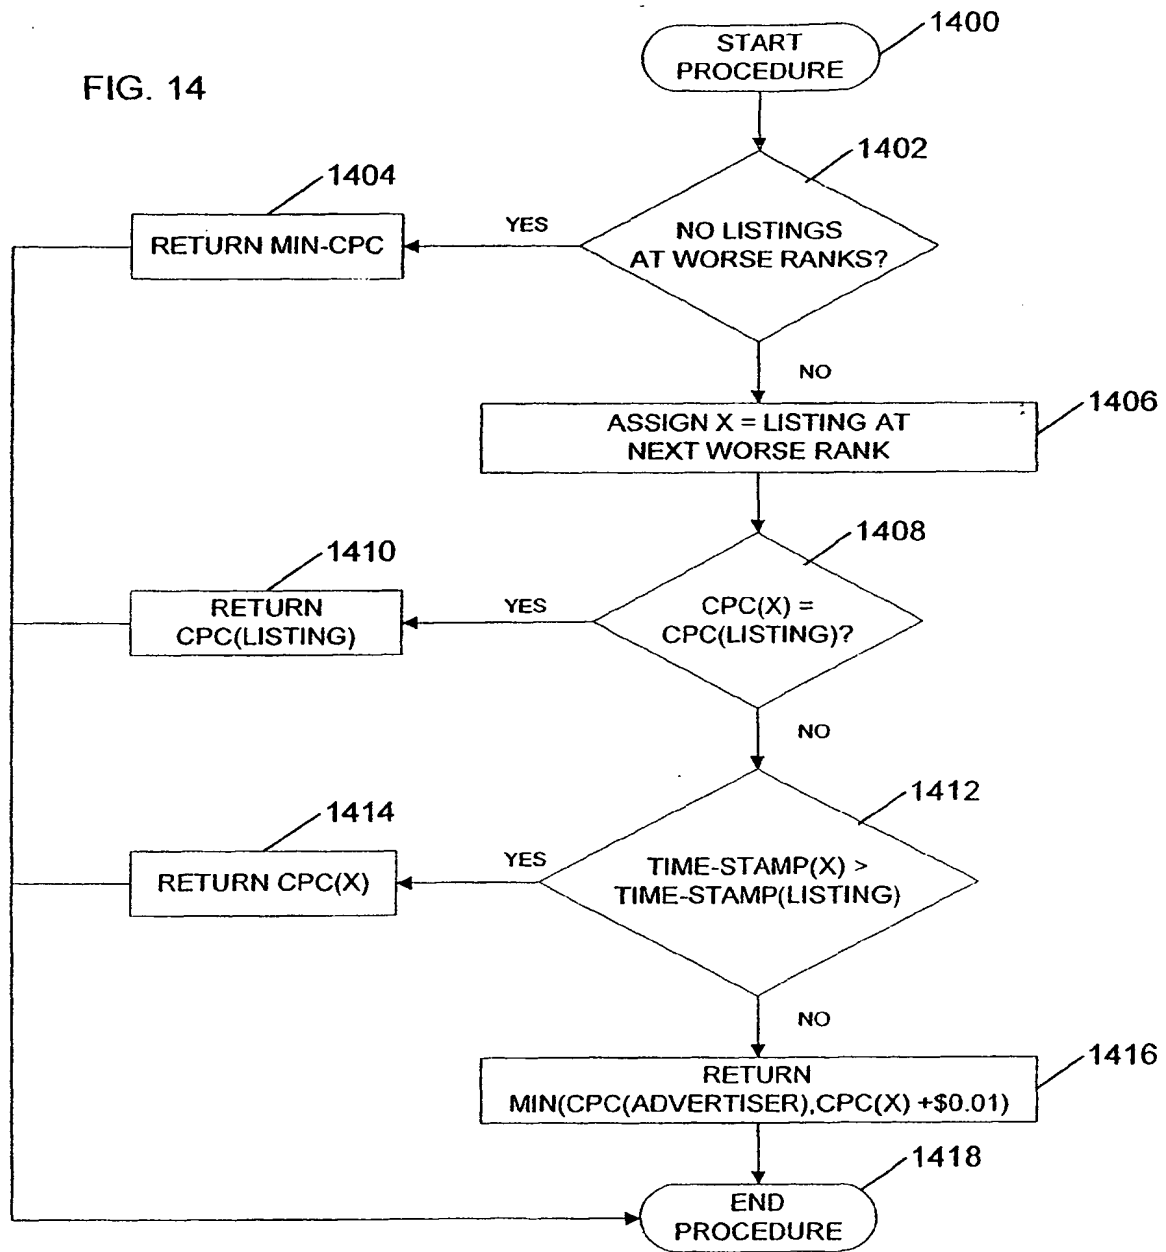 FIG. 14
START
PROCEDURE
1400
1402
NO LISTINGS
AT WORSE RANKS?
YES
1404
RETURN MIN-CPC
NO
1406
ASSIGN X = LISTING AT
NEXT WORSE RANK
1408
CPC(X) =
CPC(LISTING)?
YES
1410
RETURN
CPC(LISTING)
NO
1412
TIME-STAMP(X) >
TIME-STAMP(LISTING)
YES
1414
RETURN CPC(X)
NO
1416
RETURN
MIN(CPC(ADVERTISER),CPC(X) +$0.01)
1418
END
PROCEDURE